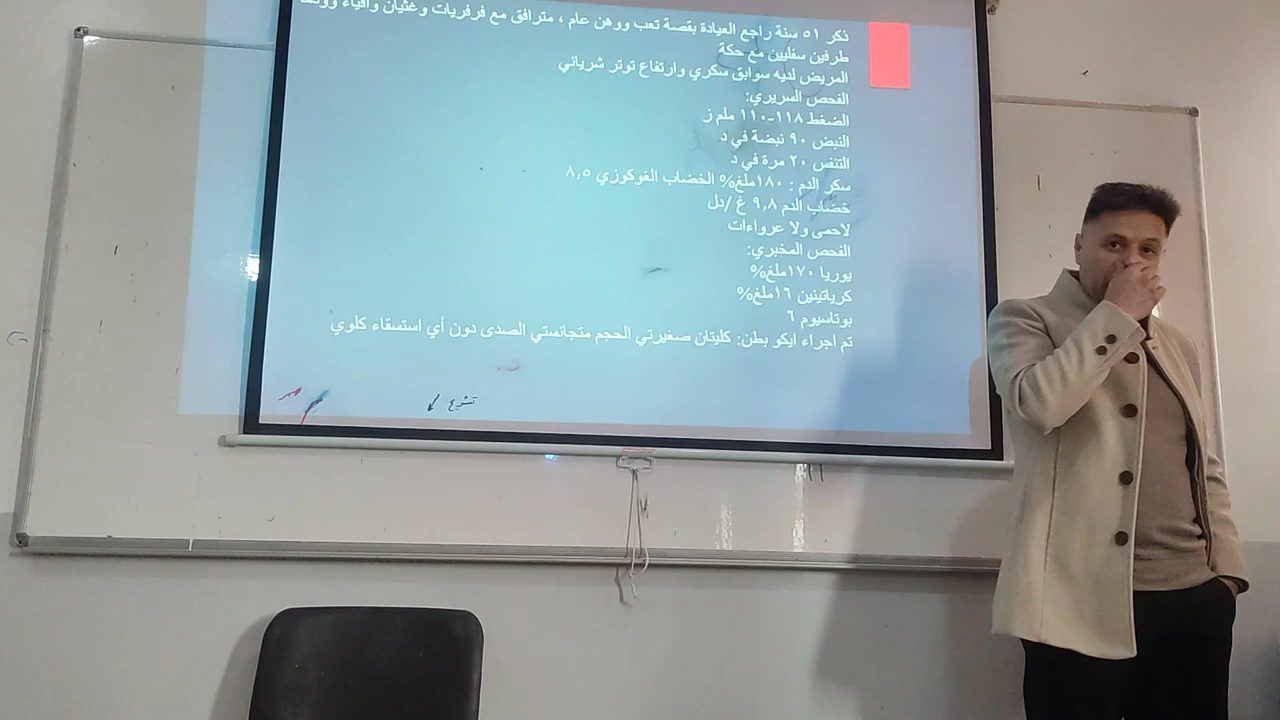 ذكر ٥١ سنة راجع العيادة بقصة تعب ووهن عام ، مترافق مع فرفريات وغثيان واقياء
طرفين سفليين مع حكة
المريض لديه سوابق سكري وارتفاع توتر شرياني
الفحص السريري:
الضغط ١١٨-١١٠ ملم ز
النبض ٩٠ نبضة في د
التنفس ٢٠ مرة في د
سكر الدم : ١٨٠ملغ% الخضاب الغوكوزي ٨,٥
خضاب الدم ٩,٨ غ /دل
لاحمى ولا عرواءات
الفحص المخبري:
يوريا ١٧٠ملغ%
كرياتينين ١٦ملغ%
بوتاسيوم ٦
تم اجراء ايكو بطن: كليتان صغيرتي الحجم متجانستي الصدى دون أي استسقاء كلوي